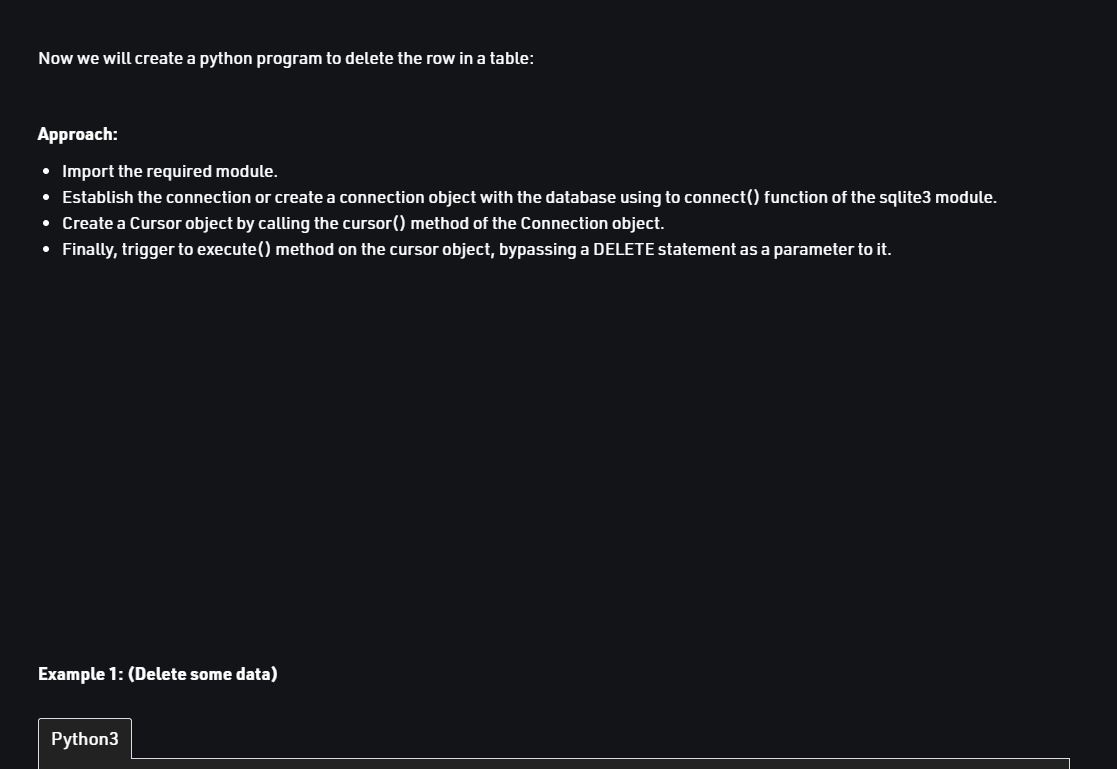 Now we will create a python program to delete the row in a table:
Approach:
Import the required module.
Establish the connection or create a connection object with the database using to connect() function of the sqlite3 module.
Create a Cursor object by calling the cursor() method of the Connection object.
Finally, trigger to execute() method on the cursor object, bypassing a DELETE statement as a parameter to it.
Example 1: (Delete some data)
Python3